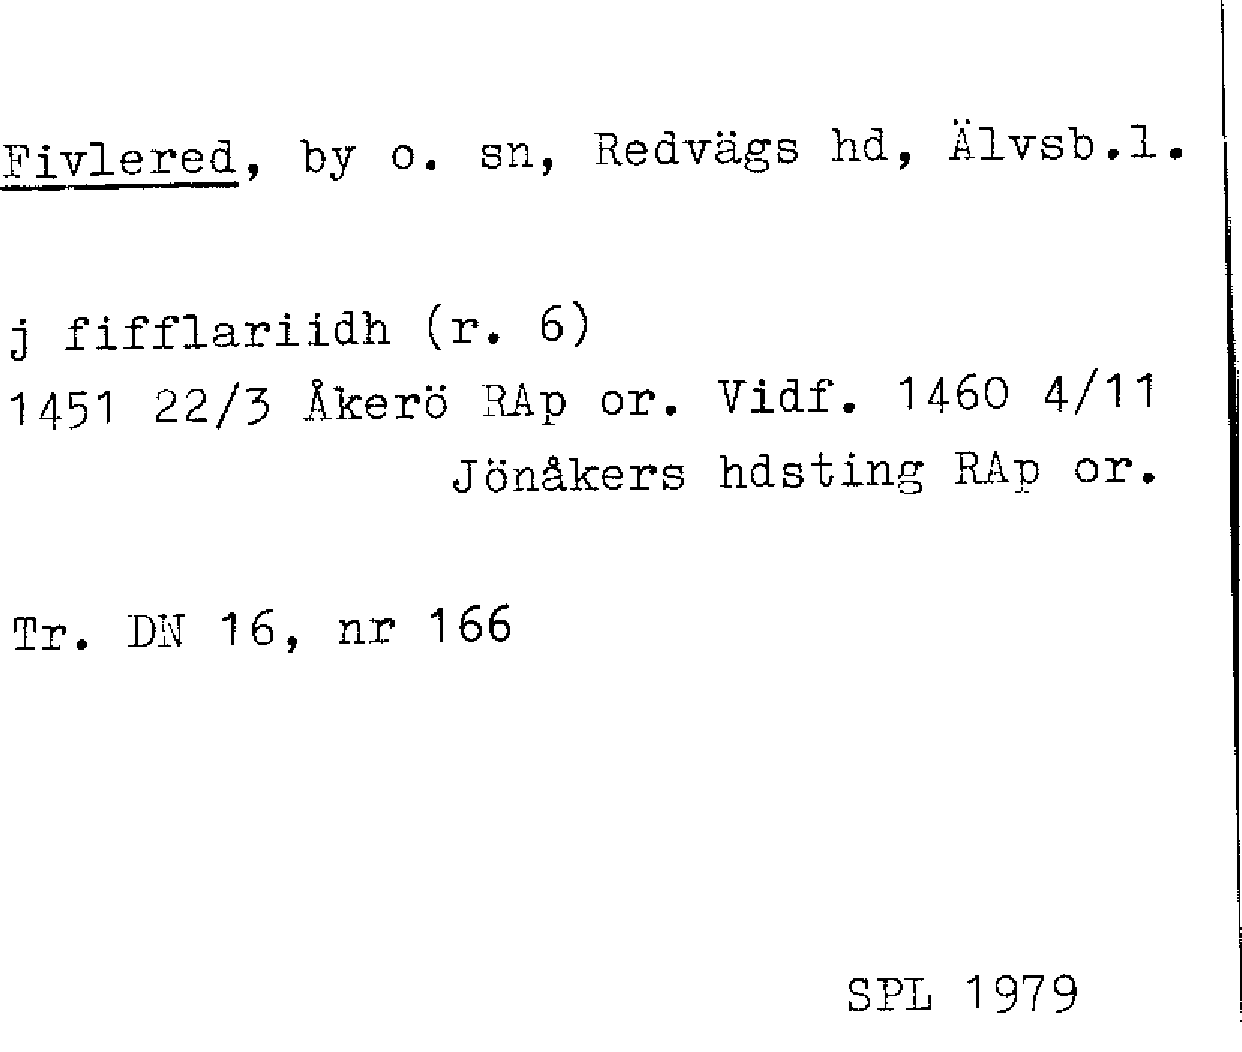 Fivlered, by o. sn, Redvägs hd, Älvsb.l.
j fifflariidh (r. 6)
1451 22/3 Åkerö RAp or. Vidf. 1460 4/11
Jönåkers hdsting RAp or.
Tr. DN 16, nr 166
SPL 1979